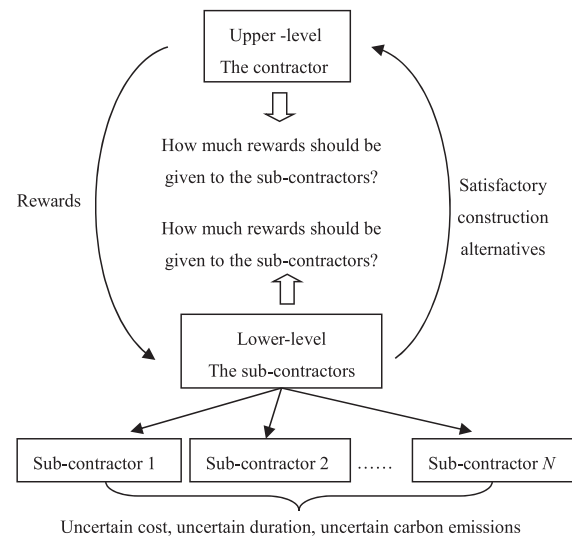 Upper -level
The contractor
How much rewards should be
given to the sub-contractors?
Rewards
Satisfactory
construction
alternatives
How much rewards should be
given to the sub-contractors?
Lower-level
The sub-contractors
Sub-contractor 1
Sub-contractor 2
......
Sub-contractor N
Uncertain cost, uncertain duration, uncertain carbon emissions